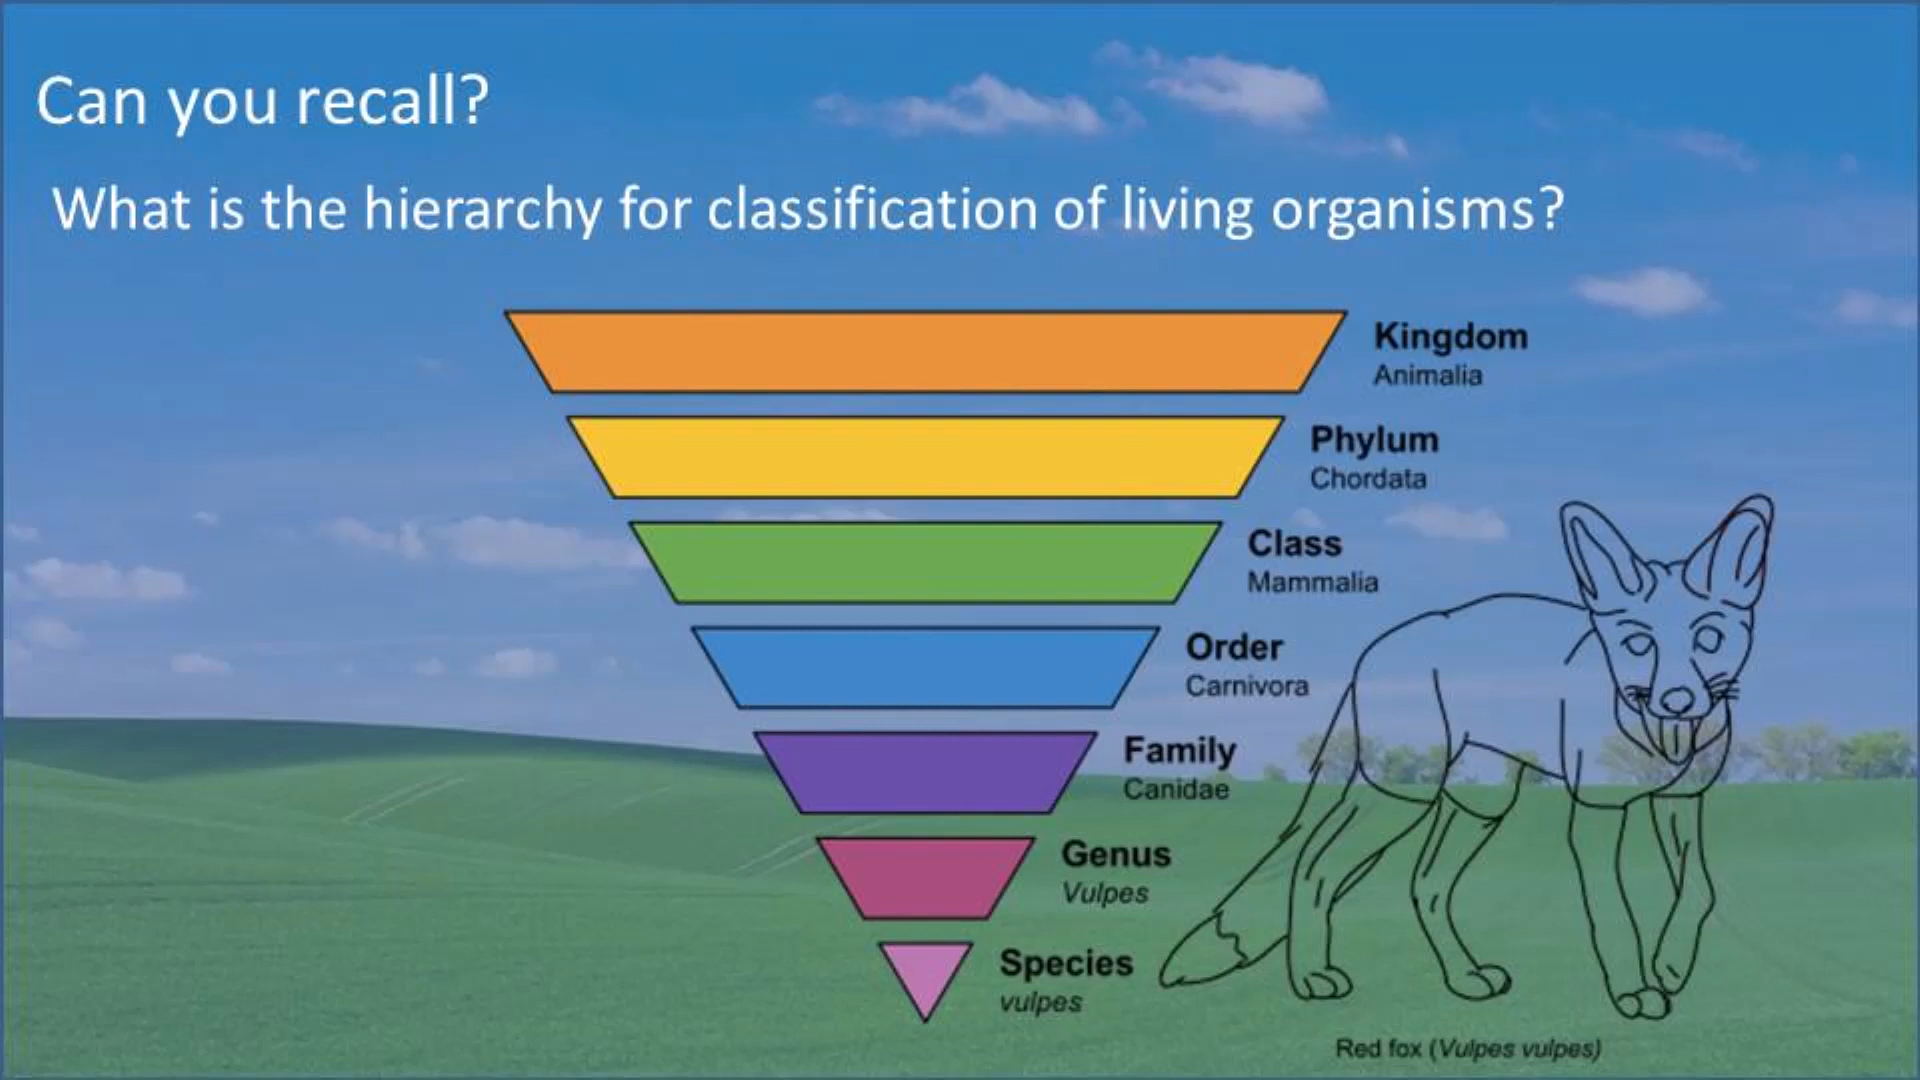 Can you recall?
What is the hierarchy for classification of living organisms?
Kingdom
Animalia
Phylum
Chordata
Class
Mammalia
Order
Carnivora
Family
Canidae
Genus
Vulpes
Species
vulpes
Red fox (Vulpes vulpes)